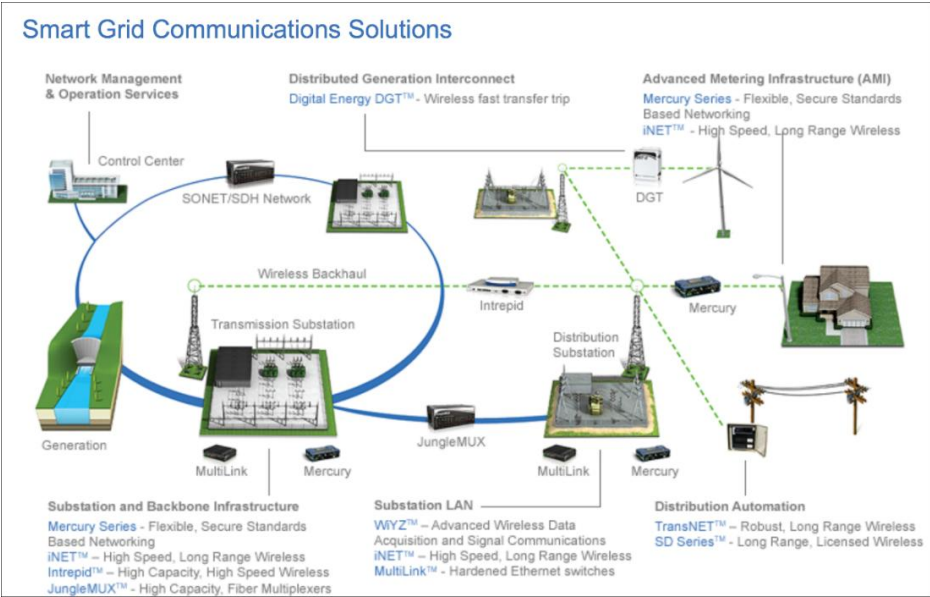 Smart Grid Communications Solutions
Network Management
& Operation Services
Distributed Generation Interconnect
Digital Energy DGT™ - Wireless fast transfer trip
Advanced Metering Infrastructure (AMI)
Mercury Series - Flexible, Secure Standards
Based Networking
iNET™ - High Speed, Long Range Wireless
Control Center
SONET/SDH Network
DGT
Wireless Backhaul
Intrepid
Mercury
Transmission Substation
Distribution
Substation
Generation
JungleMUX
MultiLink
Mercury
MultiLink
Mercury
Substation and Backbone Infrastructure
Mercury Series - Flexible, Secure Standards
Based Networking
iNET™ – High Speed, Long Range Wireless
Intrepid™ – High Capacity, High Speed Wireless
JungleMUX™ - High Capacity, Fiber Multiplexers
Substation LAN
WiYZ™ – Advanced Wireless Data
Acquisition and Signal Communications
iNET™ – High Speed, Long Range Wireless
MultiLink™ - Hardened Ethernet switches
Distribution Automation
TransNET™ – Robust, Long Range Wireless
SD Series™ - Long Range, Licensed Wireless